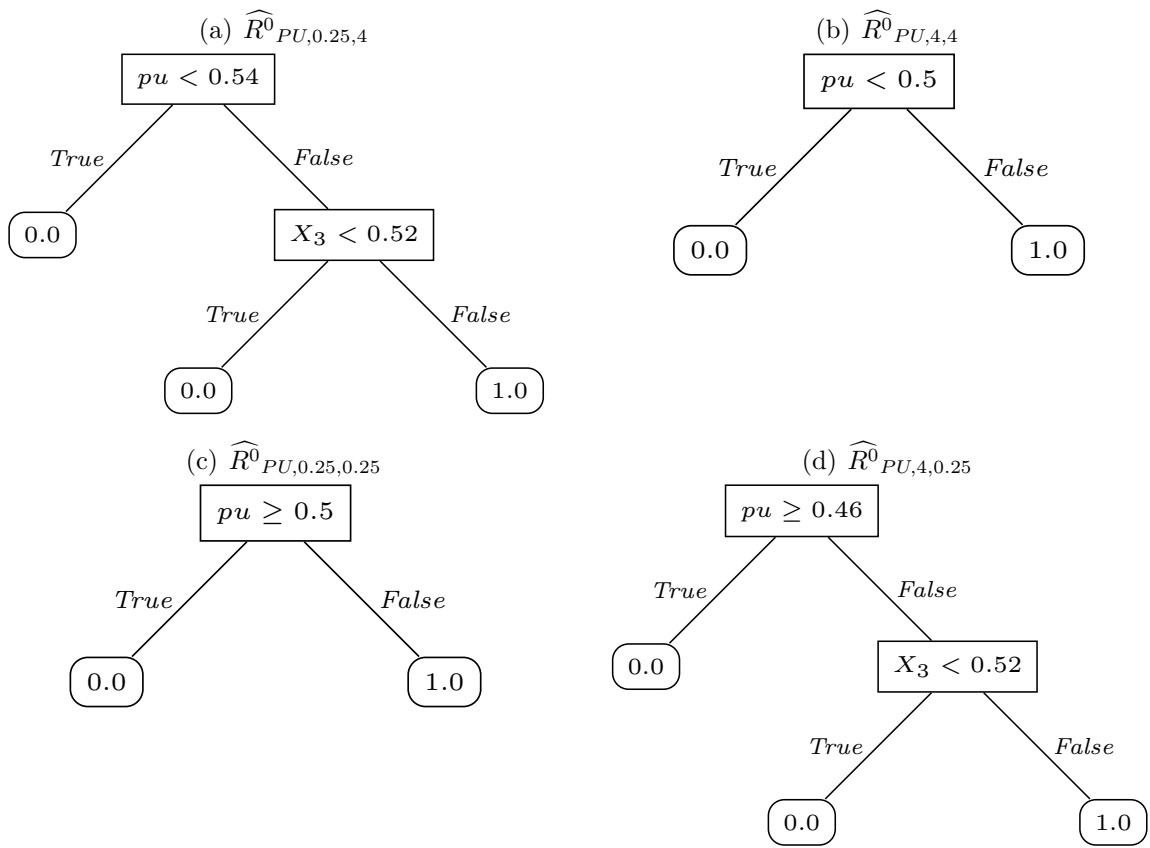 (a) $\widehat{R^0}_{PU,0.25,4}$
pu < 0.54
True
False
0.0
X₃ < 0.52
True
False
0.0
1.0
(b) $\widehat{R^0}_{PU,4,4}$
pu < 0.5
True
False
0.0
1.0
(c) $\widehat{R^0}_{PU,0.25,0.25}$
pu ≥ 0.5
True
False
0.0
1.0
(d) $\widehat{R^0}_{PU,4,0.25}$
pu ≥ 0.46
True
False
0.0
X₃ < 0.52
True
False
0.0
1.0